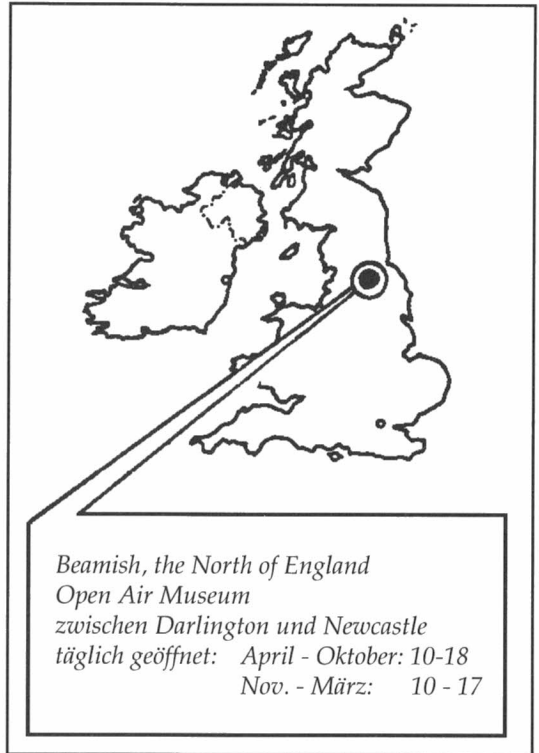 Beamish, the North of England
Open Air Museum
zwischen Darlington und Newcastle
täglich geöffnet: April - Oktober: 10-18
Nov. - März: 10 - 17